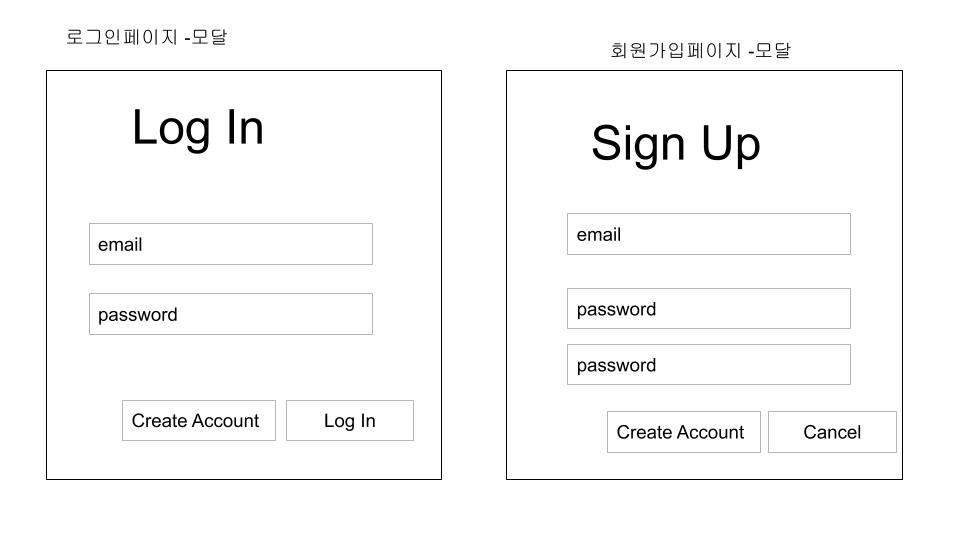 로그인페이지 -모달
Log In
email
password
Create Account
Log In
회원가입페이지 -모달
Sign Up
email
password
password
Create Account
Cancel